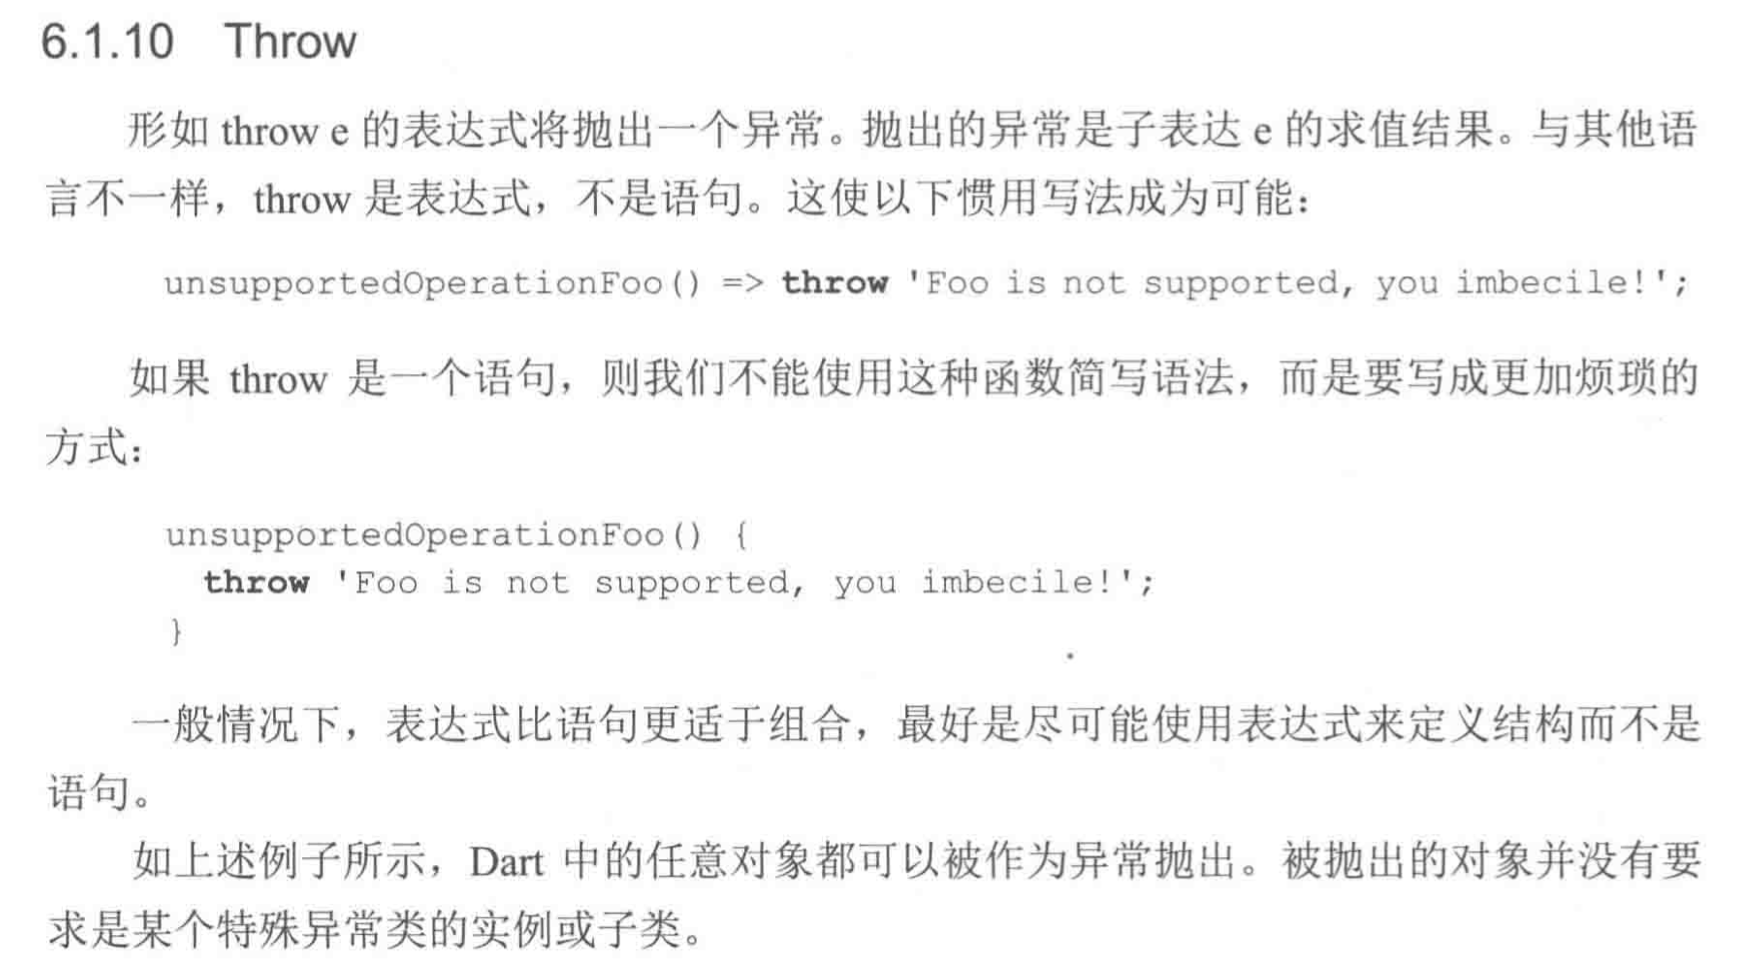 6.1.10 Throw
形如 throw e 的表达式将抛出一个异常。抛出的异常是子表达 e 的求值结果。与其他语
言不一样，throw 是表达式，不是语句。这使以下惯用写法成为可能：
unsupportedOperationFoo() => throw 'Foo is not supported, you imbecile!';
如果 throw 是一个语句，则我们不能使用这种函数简写语法，而是要写成更加烦琐的
方式：
unsupportedOperationFoo() {
throw 'Foo is not supported, you imbecile!';
}
一般情况下，表达式比语句更适于组合，最好是尽可能使用表达式来定义结构而不是
语句。
如上述例子所示，Dart 中的任意对象都可以被作为异常抛出。被抛出的对象并没有要
求是某个特殊异常类的实例或子类。